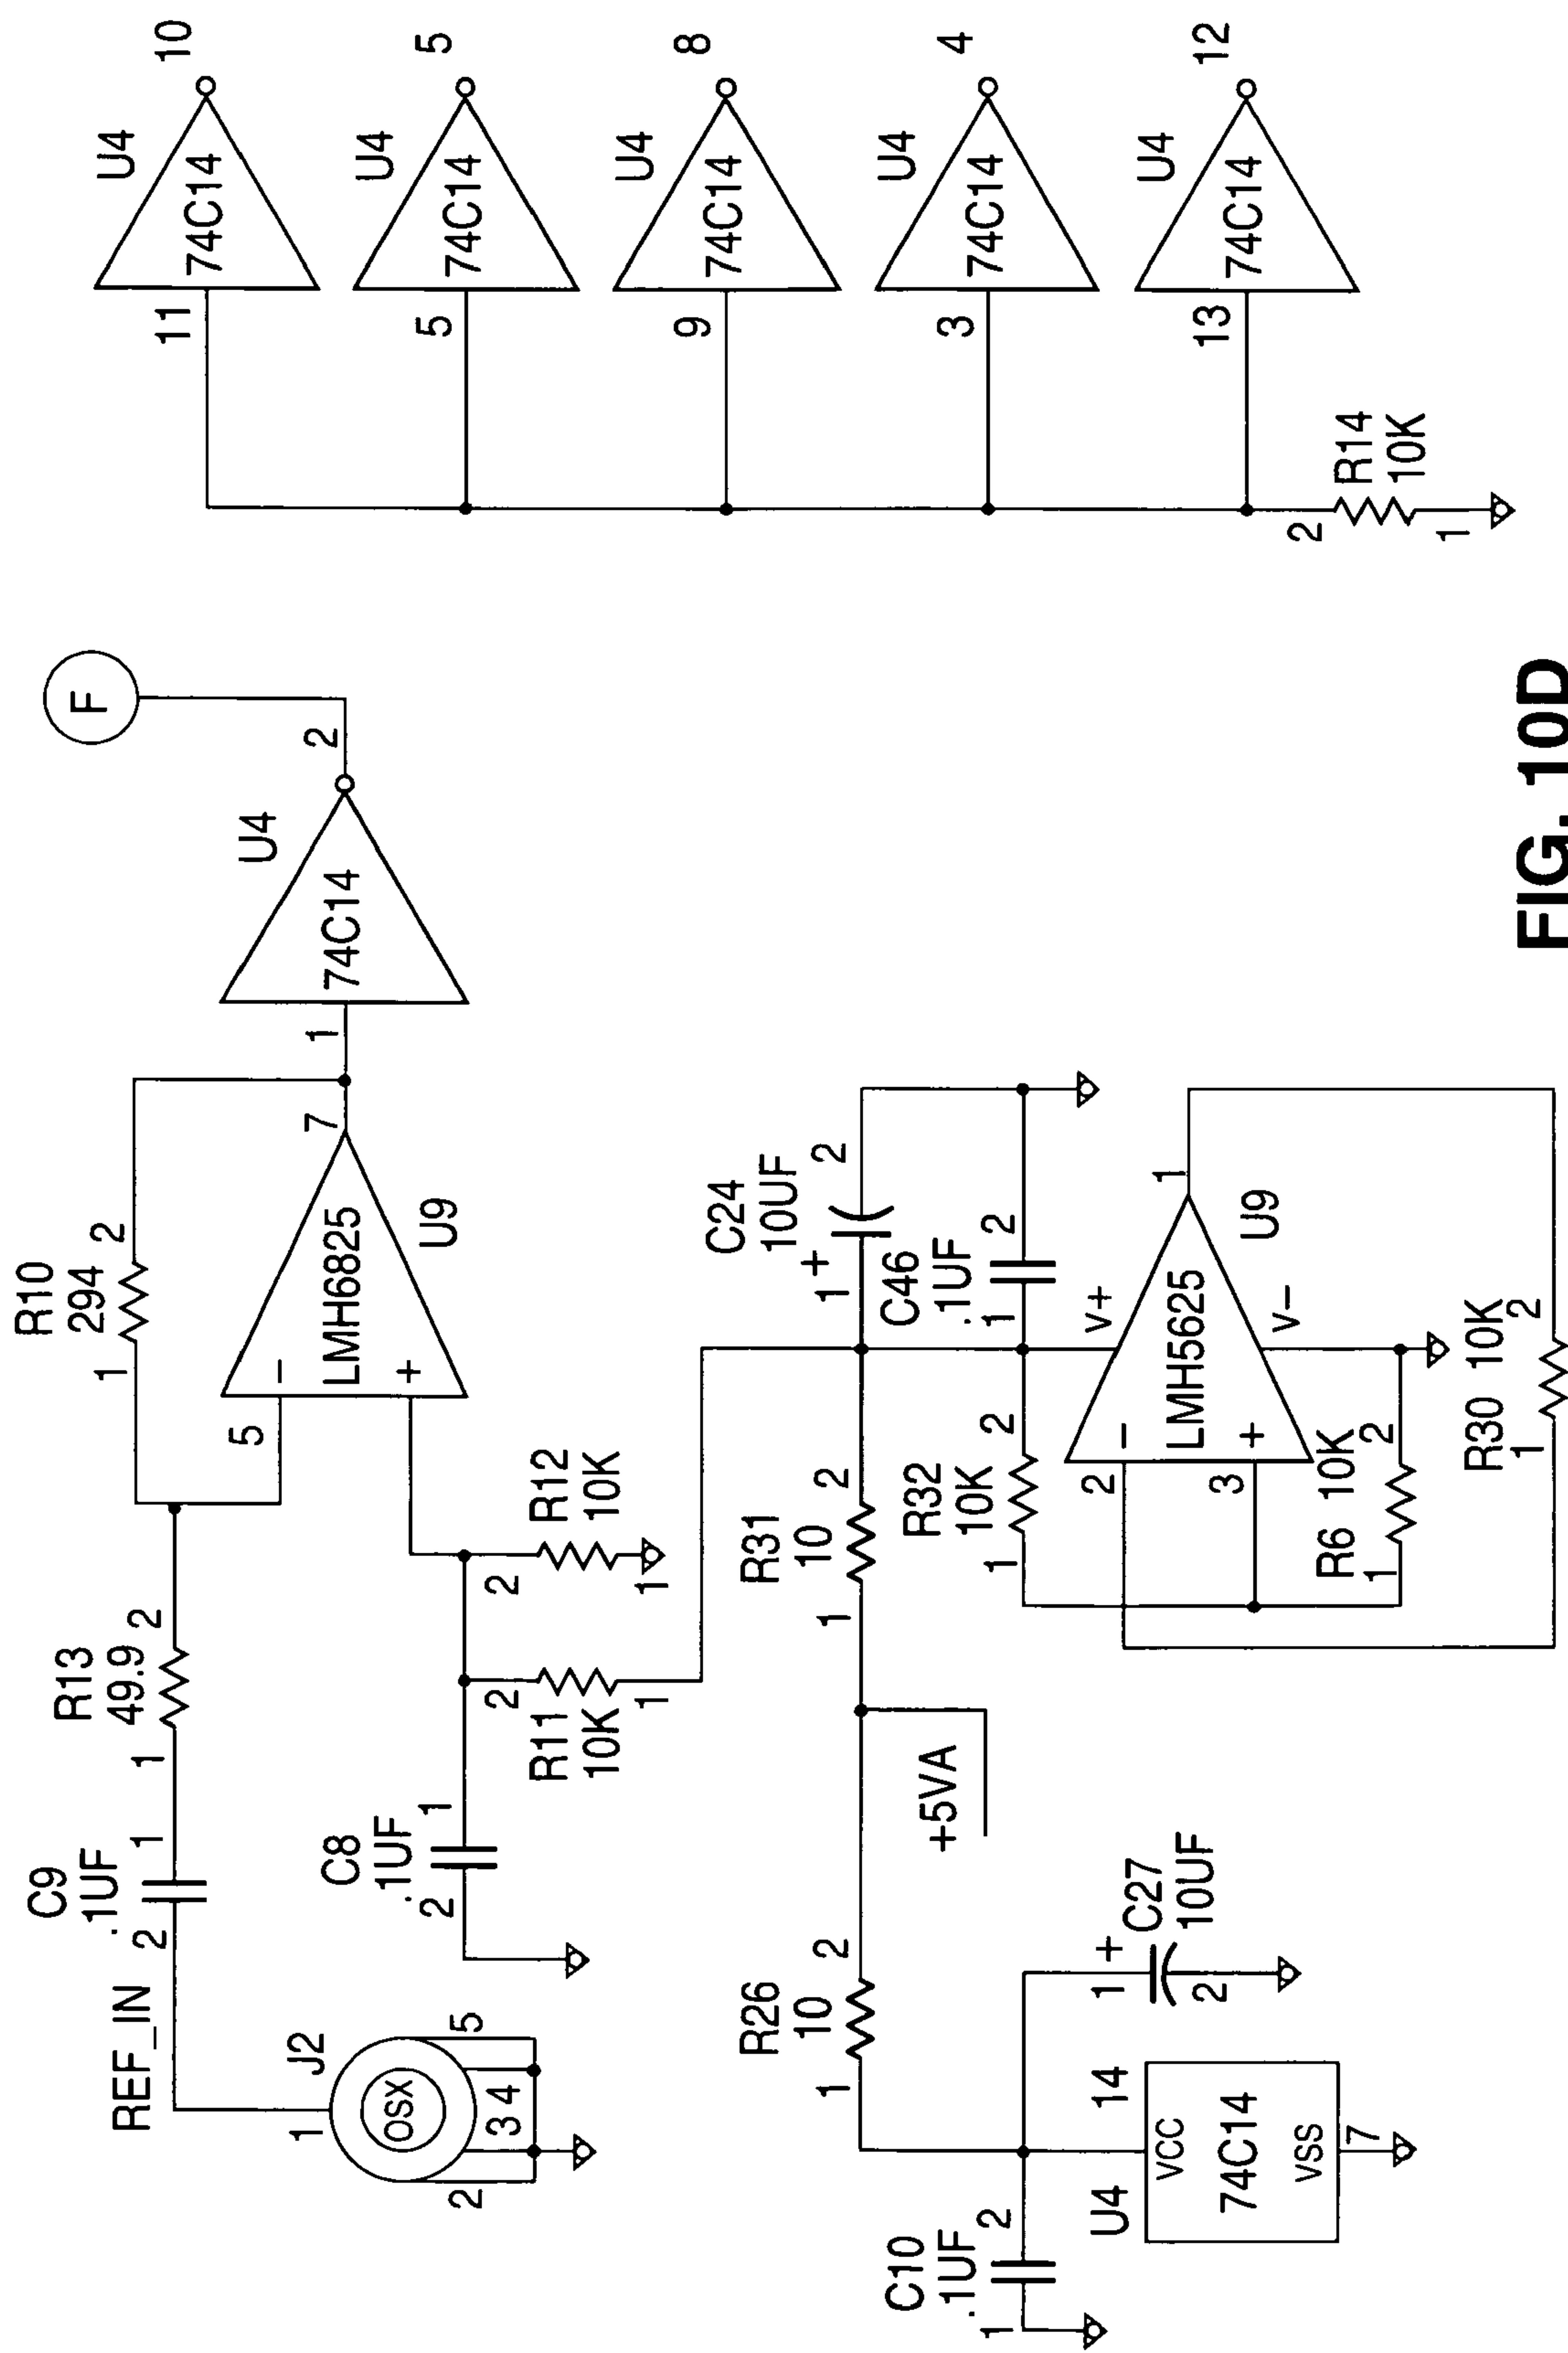 REF_IN
C9
.1UF
2
1
R13
49.9
1
2
R10
294
1
2
J2
1
OSX
2
3
4
5
C8
.1UF
2
1
5
−
LMH6825
+
7
U9
1
74C14
U4
2
F
R11
10K
2
1
R12
10K
2
1
R26
10
1
2
+5VA
R31
10
1
2
C24
10UF
1
+
2
C46
.1UF
1
2
R32
10K
1
2
C10
.1UF
1
2
U4
14
VCC
74C14
VSS
7
C27
10UF
1
+
2
2
−
LMH5625
3
+
V+
V−
1
U9
R6 10K
1
2
R30 10K
1
2
11
U4
74C14
10
5
U4
74C14
5
9
U4
74C14
8
3
U4
74C14
4
13
U4
74C14
12
R14
10K
2
1
FIG. 10D